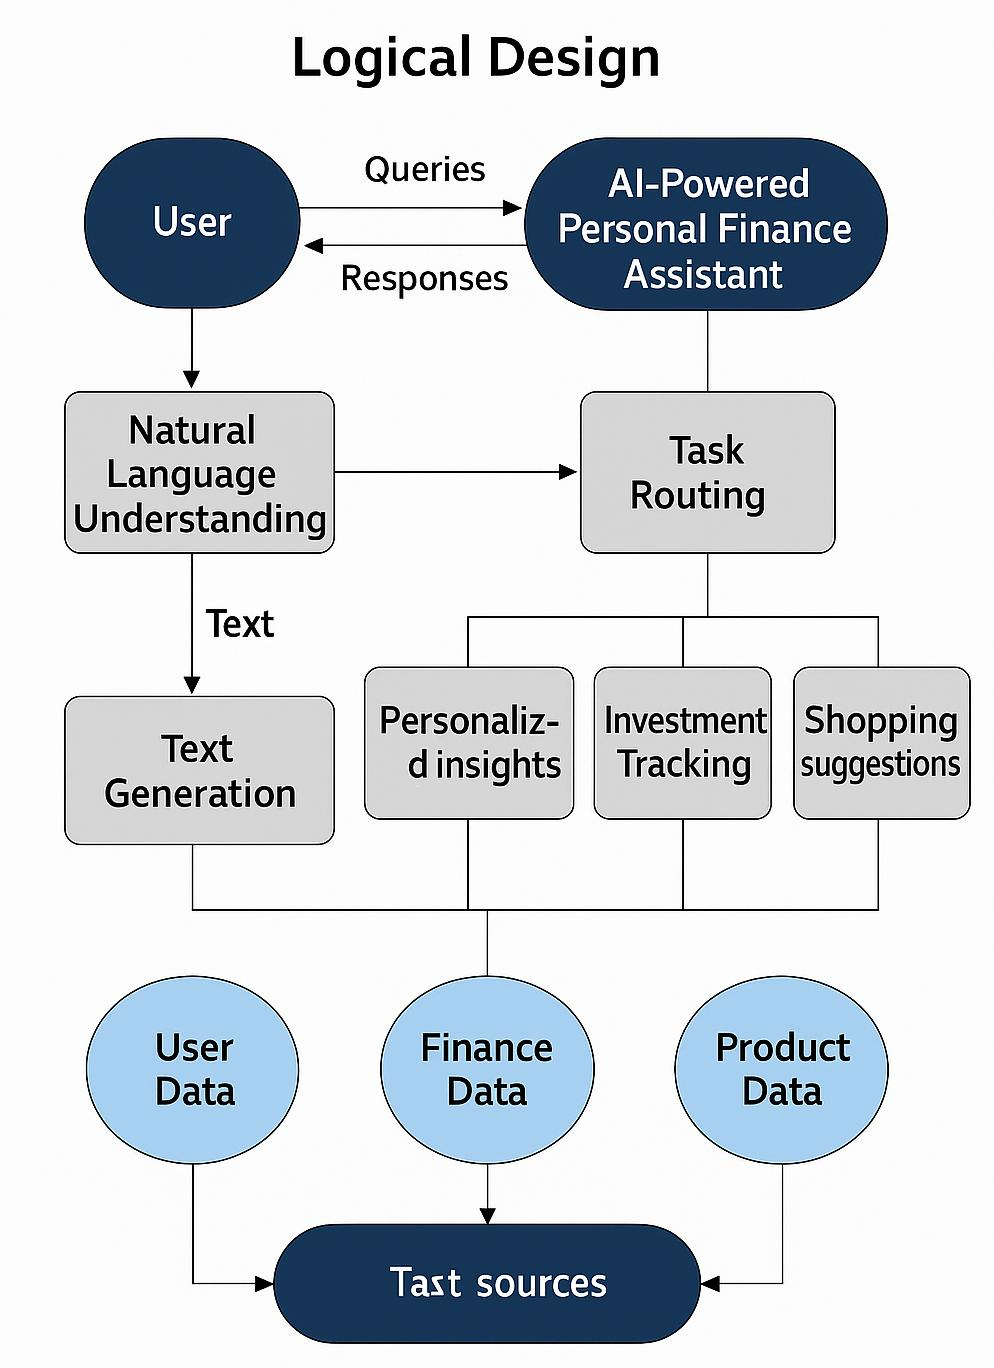 Logical Design
User
Queries
Responses
AI-Powered
Personal Finance
Assistant
Natural
Language
Understanding
Task
Routing
Text
Text
Generation
Personaliz-
d insights
Investment
Tracking
Shopping
suggestions
User
Data
Finance
Data
Product
Data
sources